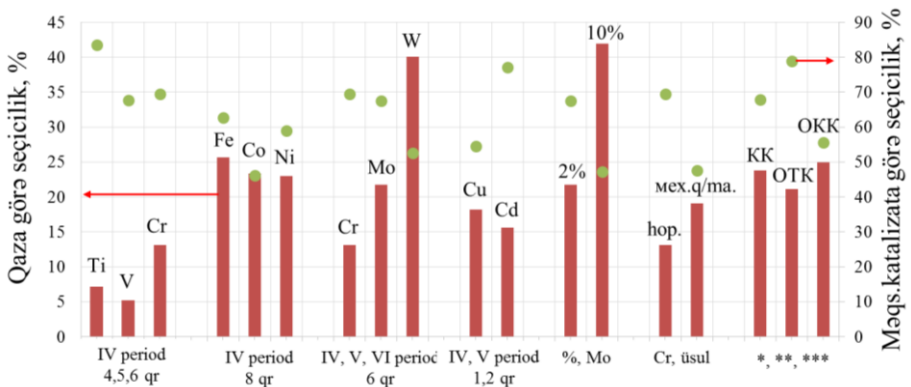 Qaza görə seçicilik, %
45
40
35
30
25
20
15
10
5
0
Ti
V
Cr
Fe
Co
Ni
Cr
Mo
W
Cu
Cd
2%
10%
hop.
мех.q/ma.
КК
ОТК
ОКК
IV period
4,5,6 qr
IV period
8 qr
IV, V, VI period
6 qr
IV, V period
1,2 qr
%, Mo
Cr, üsul
*, **, ***
90
80
70
60
50
40
30
20
10
0
Məqs.katalizata görə seçicilik, %